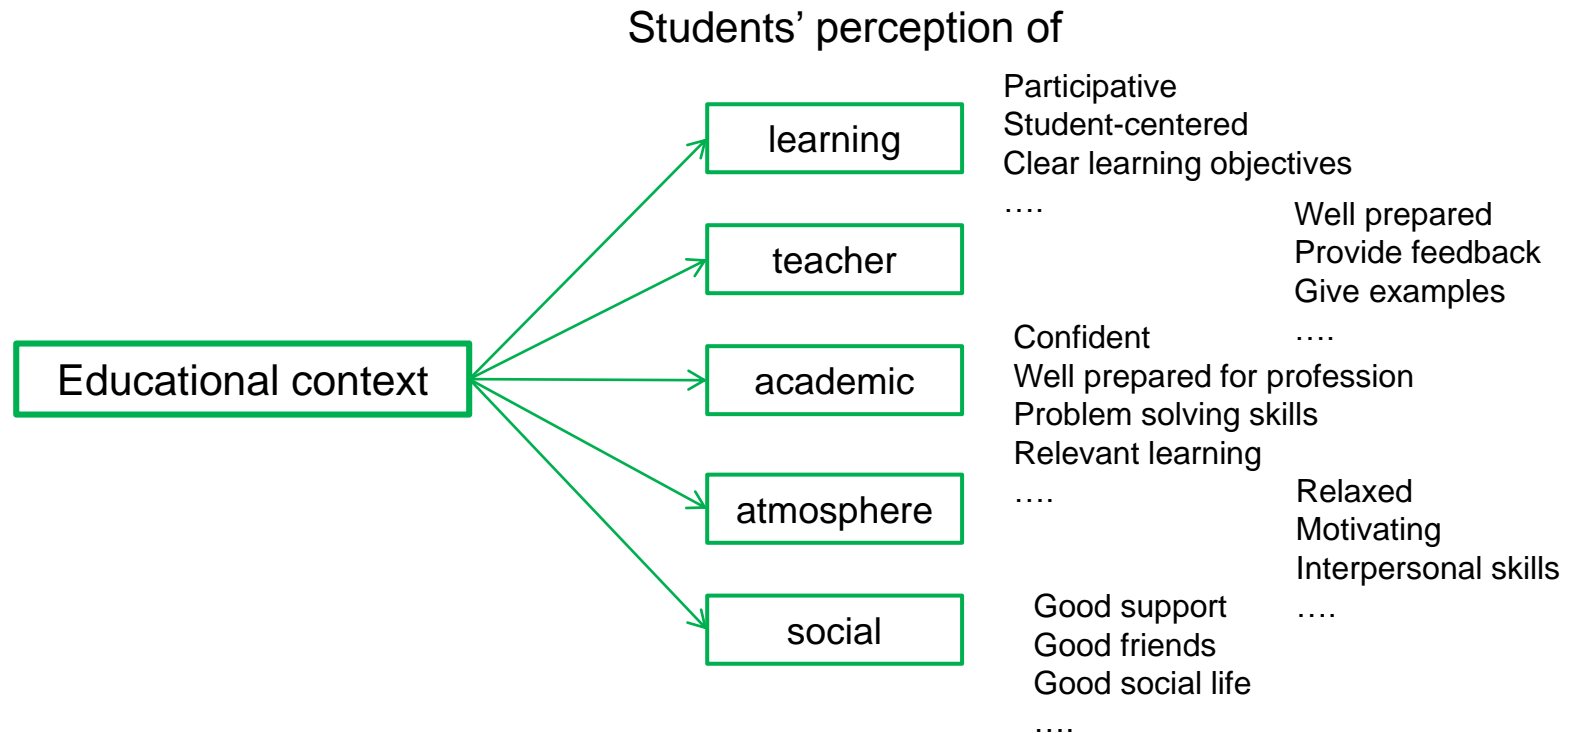 Students’ perception of
Educational context
learning
Participative
Student-centered
Clear learning objectives
….
teacher
Well prepared
Provide feedback
Give examples
….
academic
Confident
Well prepared for profession
Problem solving skills
Relevant learning
….
atmosphere
Relaxed
Motivating
Interpersonal skills
….
social
Good support
Good friends
Good social life
….